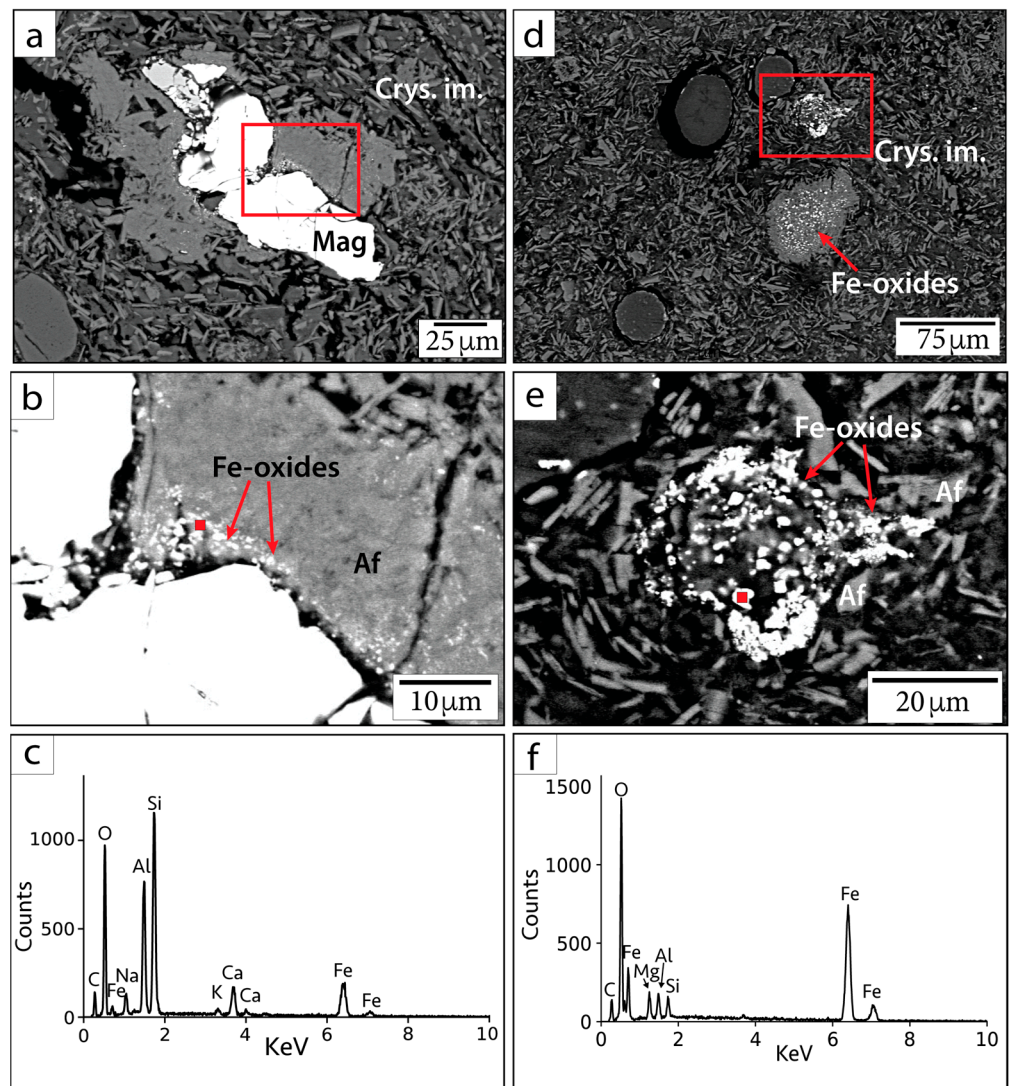 a
Crys. im.
Mag
25 µm
d
Crys. im.
Fe-oxides
75 µm
b
Fe-oxides
Af
10 µm
e
Fe-oxides
Af
Af
20 µm
c
1000
500
0
Counts
C
O
Fe
Na
Al
Si
K
Ca
Ca
Fe
Fe
0 2 4 6 8 10
KeV
f
1500
1000
500
0
Counts
C
O
Fe
Mg
Al
Si
Fe
Fe
0 2 4 6 8 10
KeV